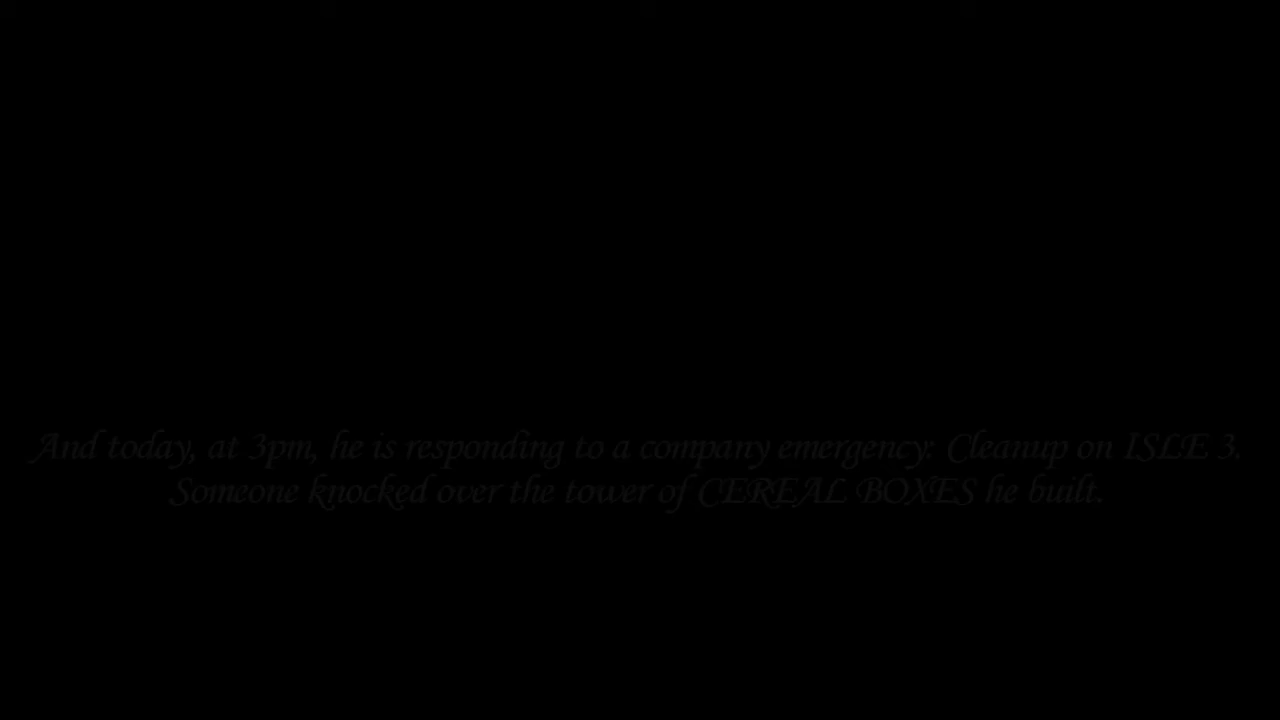 And today, at 3pm, he is responding to a company emergency: Cleanup on ISLE 3.
Someone knocked over the tower of CEREAL BOXES he built.